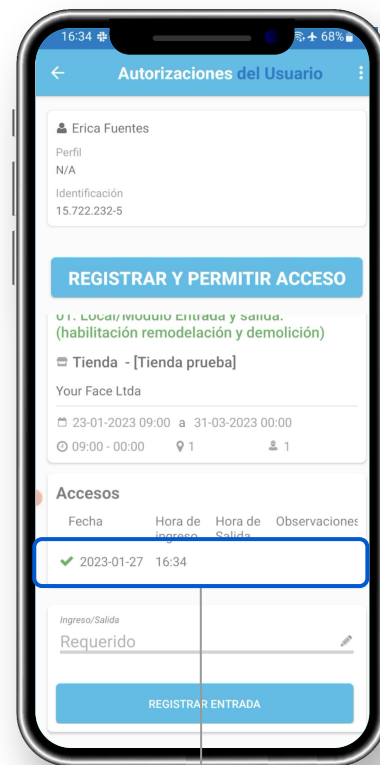 16:34 68%
Autorizaciones del Usuario
Erica Fuentes
Perfil
N/A
Identificación
15.722.232-5
REGISTRAR Y PERMITIR ACCESO
01. Local/Modulo Entrada y salida.
(habilitación remodelación y demolición)
Tienda - [Tienda prueba]
Your Face Ltda
23-01-2023 09:00 a 31-03-2023 00:00
09:00 - 00:00 1 1
Accesos
Fecha Hora de ingreso Hora de Salida Observaciones
2023-01-27 16:34
Ingreso/Salida
Requerido
REGISTRAR ENTRADA